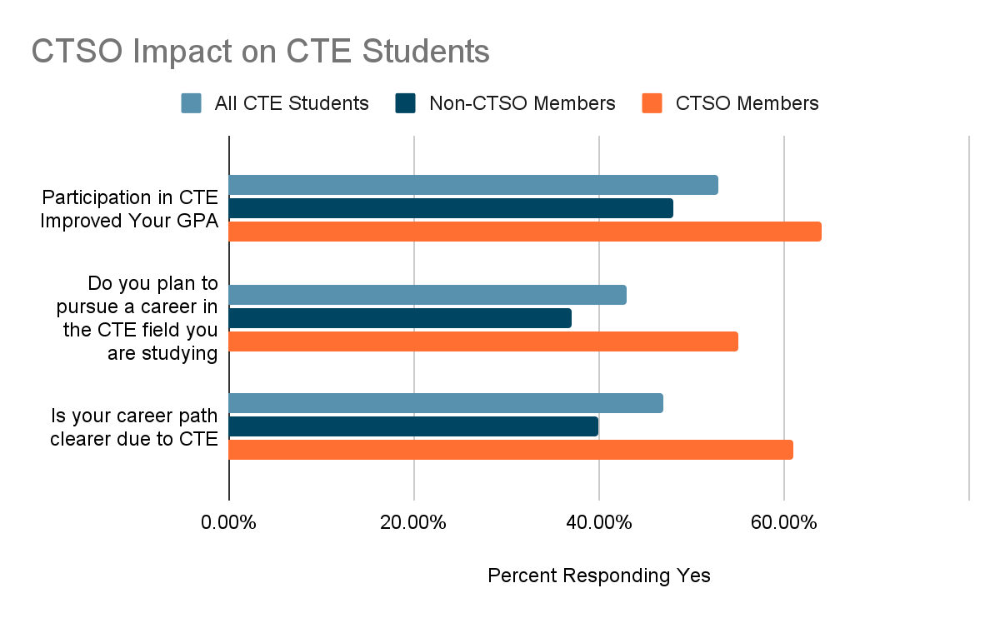 CTSO Impact on CTE Students
All CTE Students
Non-CTSO Members
CTSO Members
Participation in CTE
Improved Your GPA
Do you plan to
pursue a career in
the CTE field you
are studying
Is your career path
clearer due to CTE
0.00%
20.00%
40.00%
60.00%
Percent Responding Yes